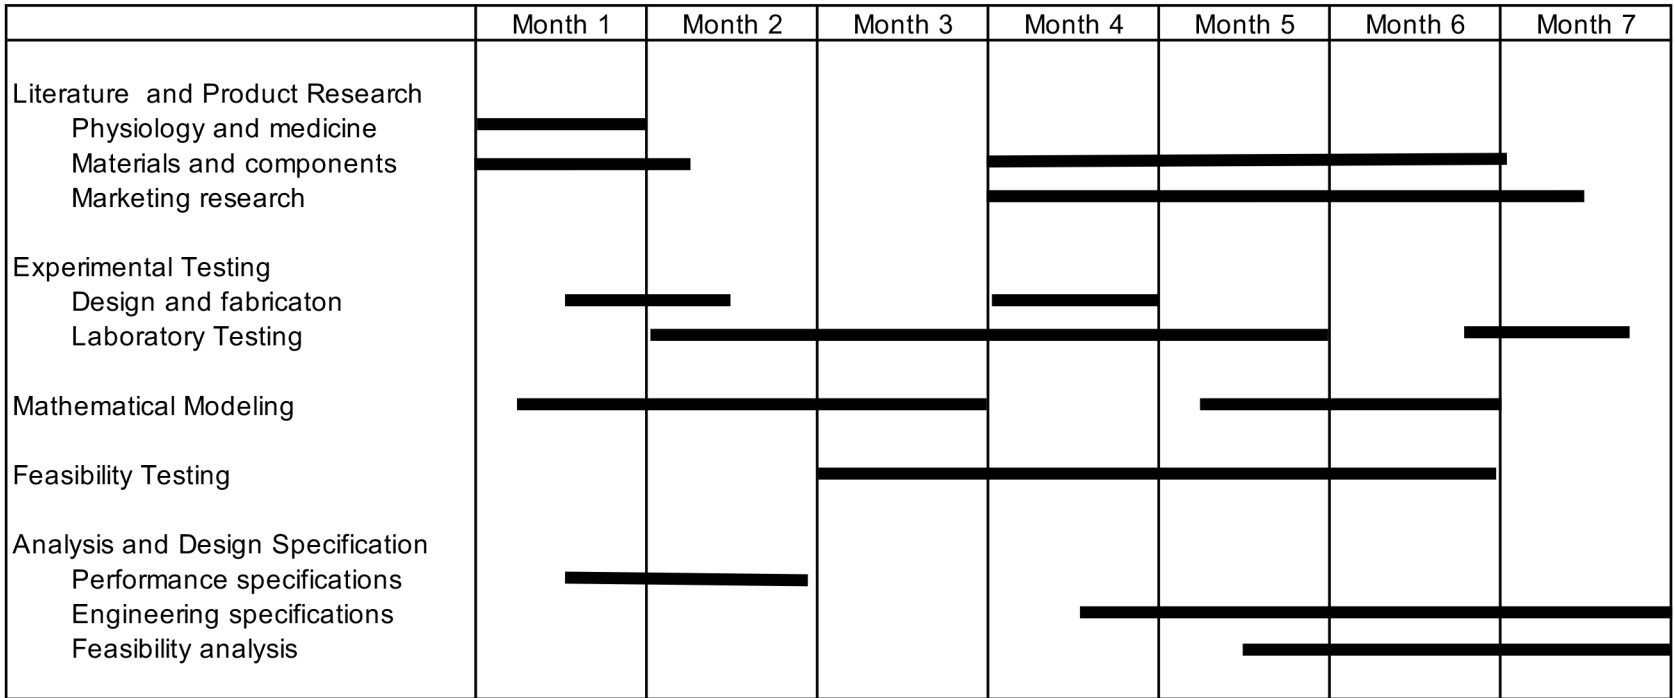 Month 1 Month 2 Month 3 Month 4 Month 5 Month 6 Month 7
Literature and Product Research
Physiology and medicine
Materials and components
Marketing research
Experimental Testing
Design and fabricaton
Laboratory Testing
Mathematical Modeling
Feasibility Testing
Analysis and Design Specification
Performance specifications
Engineering specifications
Feasibility analysis